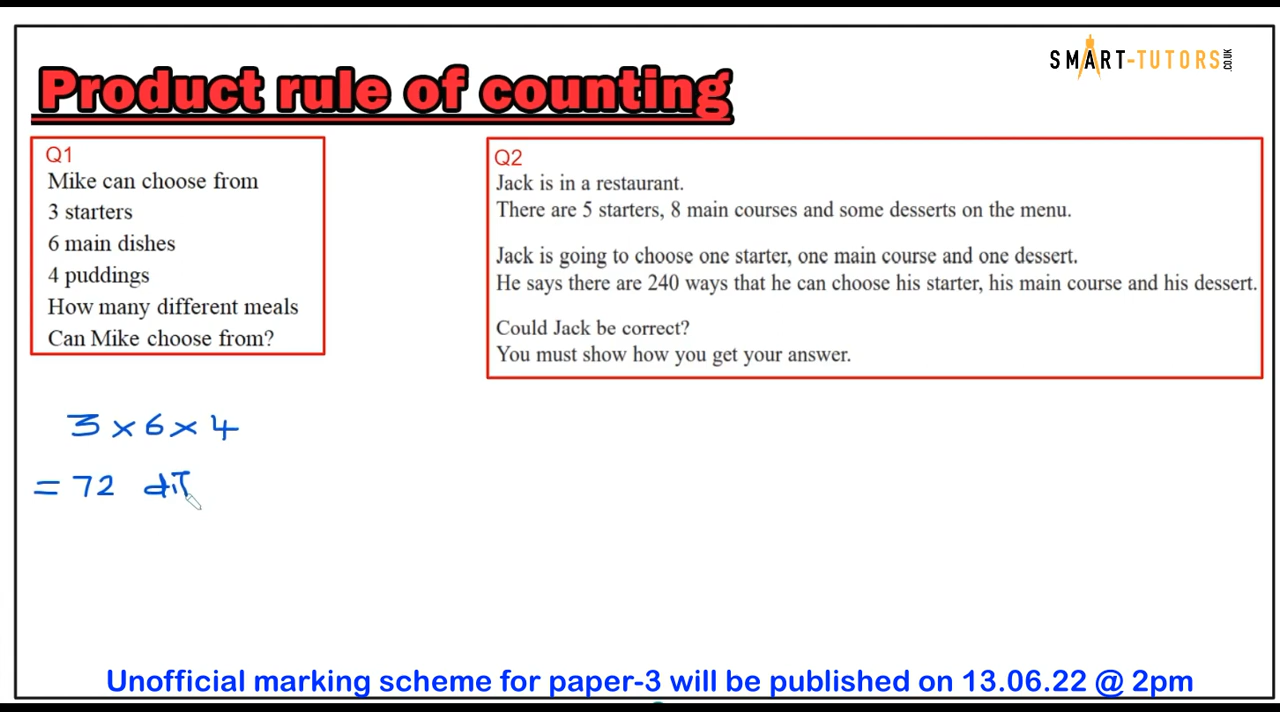 SMART-TUTORS.CO.UK
Product rule of counting
Q1
Mike can choose from
3 starters
6 main dishes
4 puddings
How many different meals
Can Mike choose from?
Q2
Jack is in a restaurant.
There are 5 starters, 8 main courses and some desserts on the menu.
Jack is going to choose one starter, one main course and one dessert.
He says there are 240 ways that he can choose his starter, his main course and his dessert.
Could Jack be correct?
You must show how you get your answer.
3 × 6 × 4
= 72
Unofficial marking scheme for paper-3 will be published on 13.06.22 @ 2pm